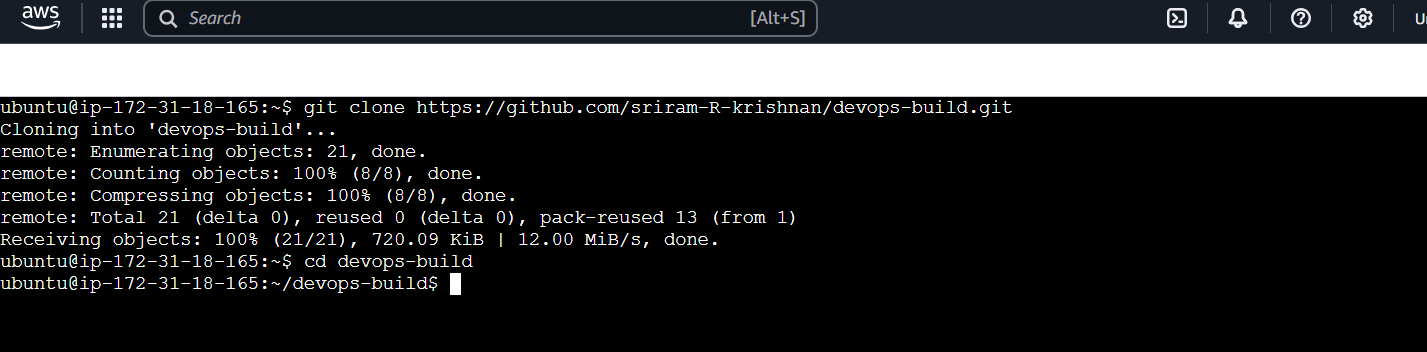 aws
Search [Alt+S]
ubuntu@ip-172-31-18-165:~$ git clone https://github.com/sriram-R-krishnan/devops-build.git
Cloning into 'devops-build'...
remote: Enumerating objects: 21, done.
remote: Counting objects: 100% (8/8), done.
remote: Compressing objects: 100% (8/8), done.
remote: Total 21 (delta 0), reused 0 (delta 0), pack-reused 13 (from 1)
Receiving objects: 100% (21/21), 720.09 KiB | 12.00 MiB/s, done.
ubuntu@ip-172-31-18-165:~$ cd devops-build
ubuntu@ip-172-31-18-165:~/devops-build$